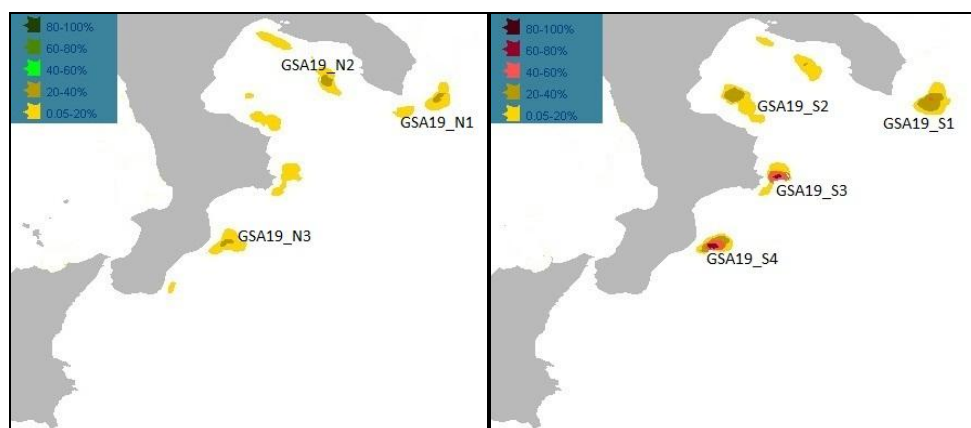 80-100%
60-80%
40-60%
20-40%
0.05-20%
GSA19_N2
GSA19_N1
GSA19_N3
80-100%
60-80%
40-60%
20-40%
0.05-20%
GSA19_S2
GSA19_S1
GSA19_S3
GSA19_S4